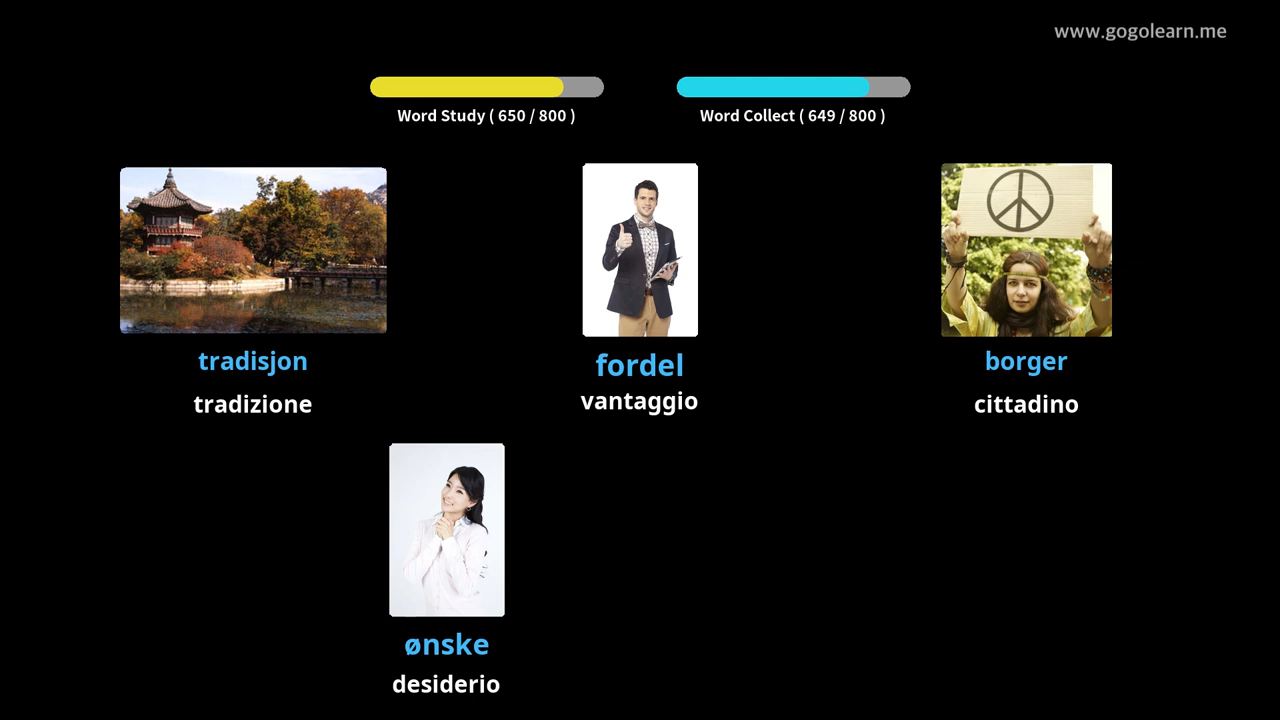 www.gogolearn.me
Word Study ( 650 / 800 )
Word Collect ( 649 / 800 )
tradisjon
tradizione
fordel
vantaggio
borger
cittadino
ønske
desiderio